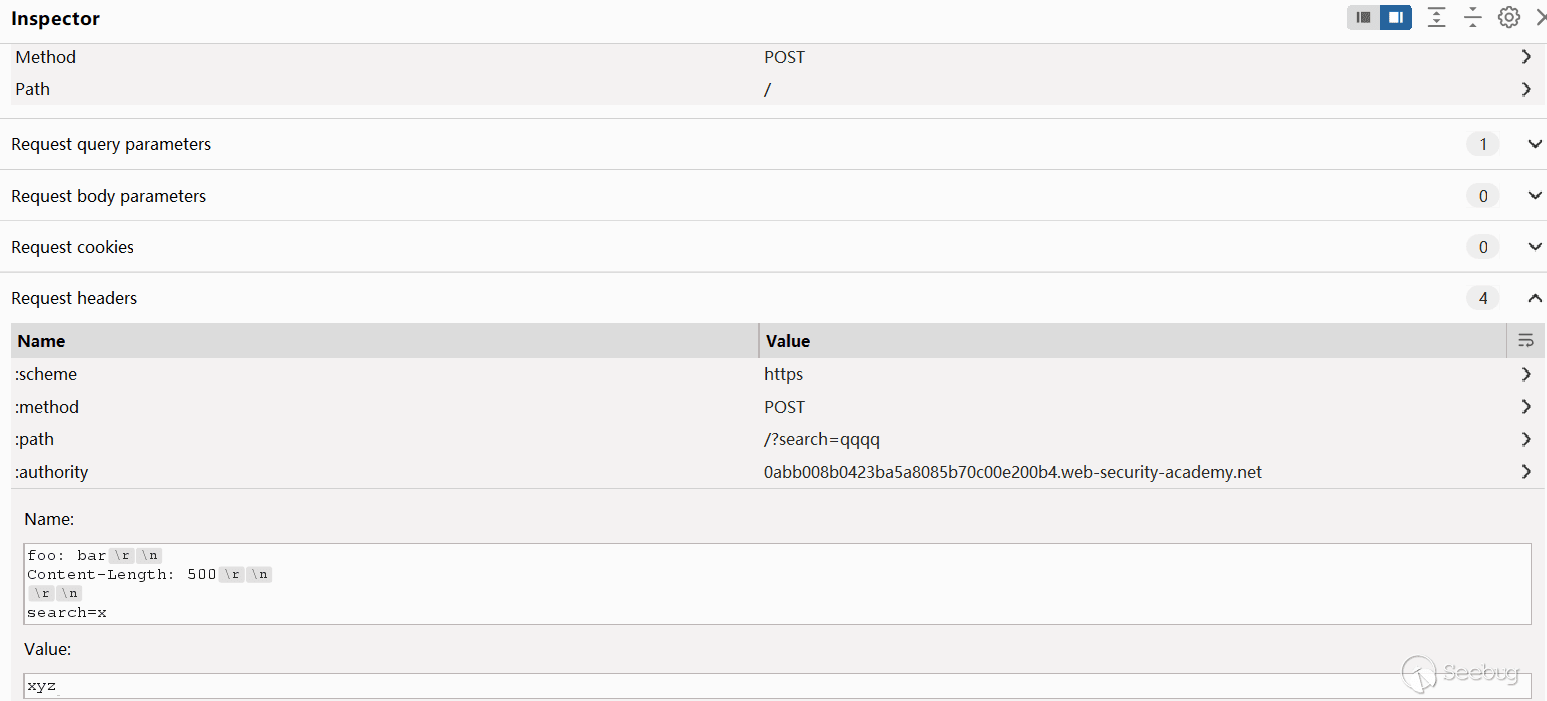 Inspector
Method POST
Path /
Request query parameters 1
Request body parameters 0
Request cookies 0
Request headers 4
Name Value
:scheme https
:method POST
:path /?search=qqqq
:authority 0abb008b0423ba5a8085b70c00e200b4.web-security-academy.net
Name:
foo: bar\r\n
Content-Length: 500\r\n
\r\n
search=x
Value:
xyz
Seebug